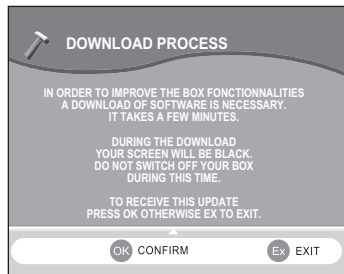 DOWNLOAD PROCESS
IN ORDER TO IMPROVE THE BOX FONCTIONNALITIES
A DOWNLOAD OF SOFTWARE IS NECESSARY.
IT TAKES A FEW MINUTES.
DURING THE DOWNLOAD
YOUR SCREEN WILL BE BLACK.
DO NOT SWITCH OFF YOUR BOX
DURING THIS TIME.
TO RECEIVE THIS UPDATE
PRESS OK OTHERWISE EX TO EXIT.
OK CONFIRM Ex EXIT